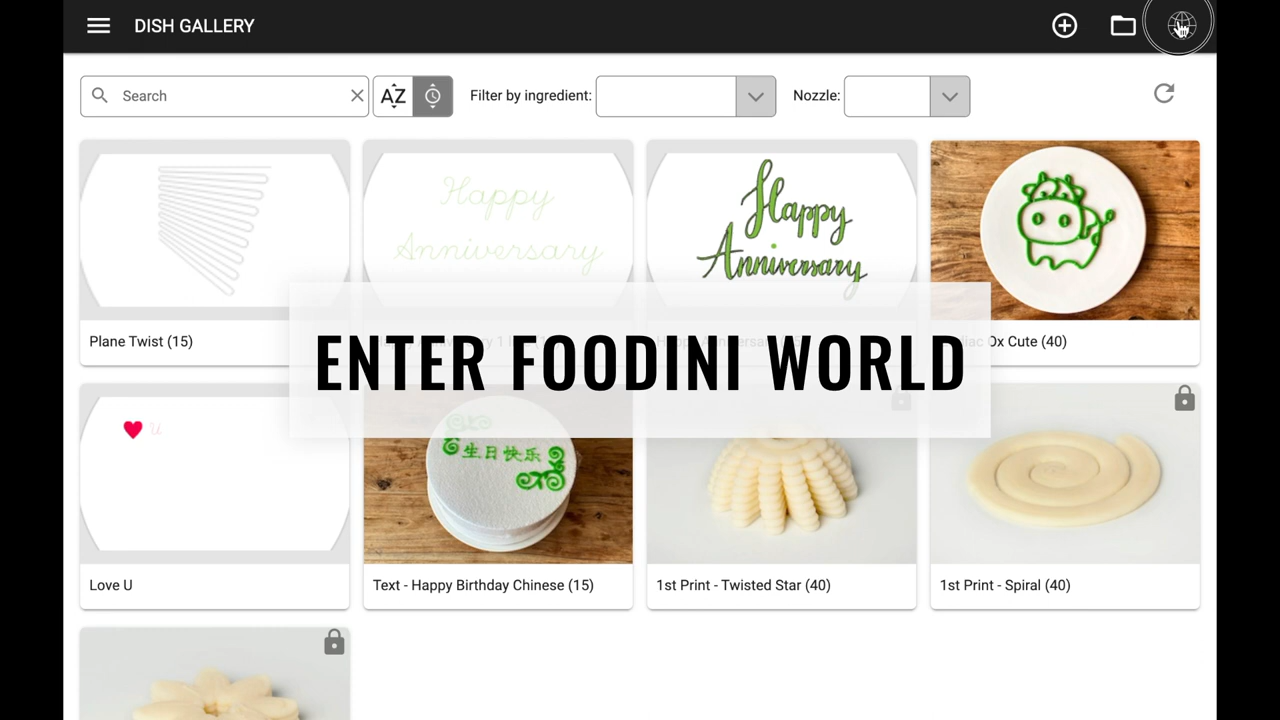 DISH GALLERY
Search
AZ
Filter by ingredient:
Nozzle:
Happy
Anniversary
Happy
Anniversary
Plane Twist (15)
Ox Cute (40)
ENTER FOODINI WORLD
U
生日快乐
Love U
Text - Happy Birthday Chinese (15)
1st Print - Twisted Star (40)
1st Print - Spiral (40)